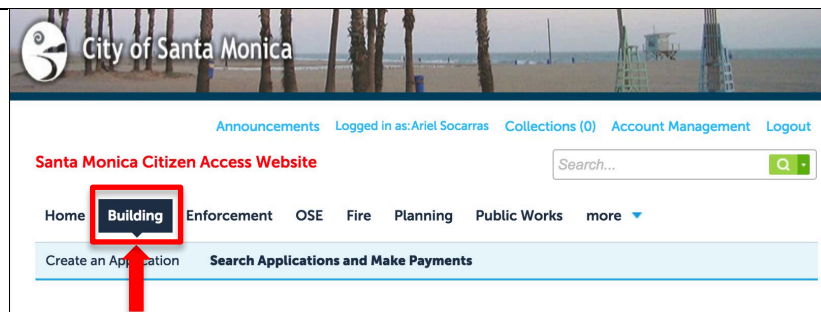 City of Santa Monica
Announcements Logged in as:Ariel Socarras Collections (0) Account Management Logout
Santa Monica Citizen Access Website
Search...
Home Building Enforcement OSE Fire Planning Public Works more
Create an Application Search Applications and Make Payments